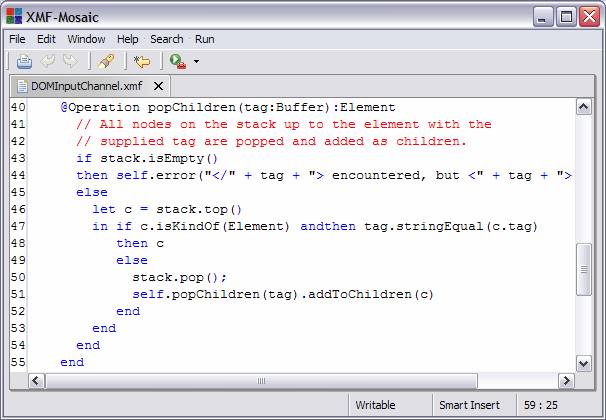 XMF-Mosaic
File Edit Window Help Search Run
DOMInputChannel.xmf
40 @Operation popChildren(tag:Buffer):Element
41 // All nodes on the stack up to the element with the
42 // supplied tag are popped and added as children.
43 if stack.isEmpty()
44 then self.error("</" + tag + "> encountered, but <" + tag + ">
45 else
46 let c = stack.top()
47 in if c.isKindOf(Element) andthen tag.stringEqual(c.tag)
48 then c
49 else
50 stack.pop();
51 self.popChildren(tag).addToChildren(c)
52 end
53 end
54 end
55 end
Writable Smart Insert 59 : 25